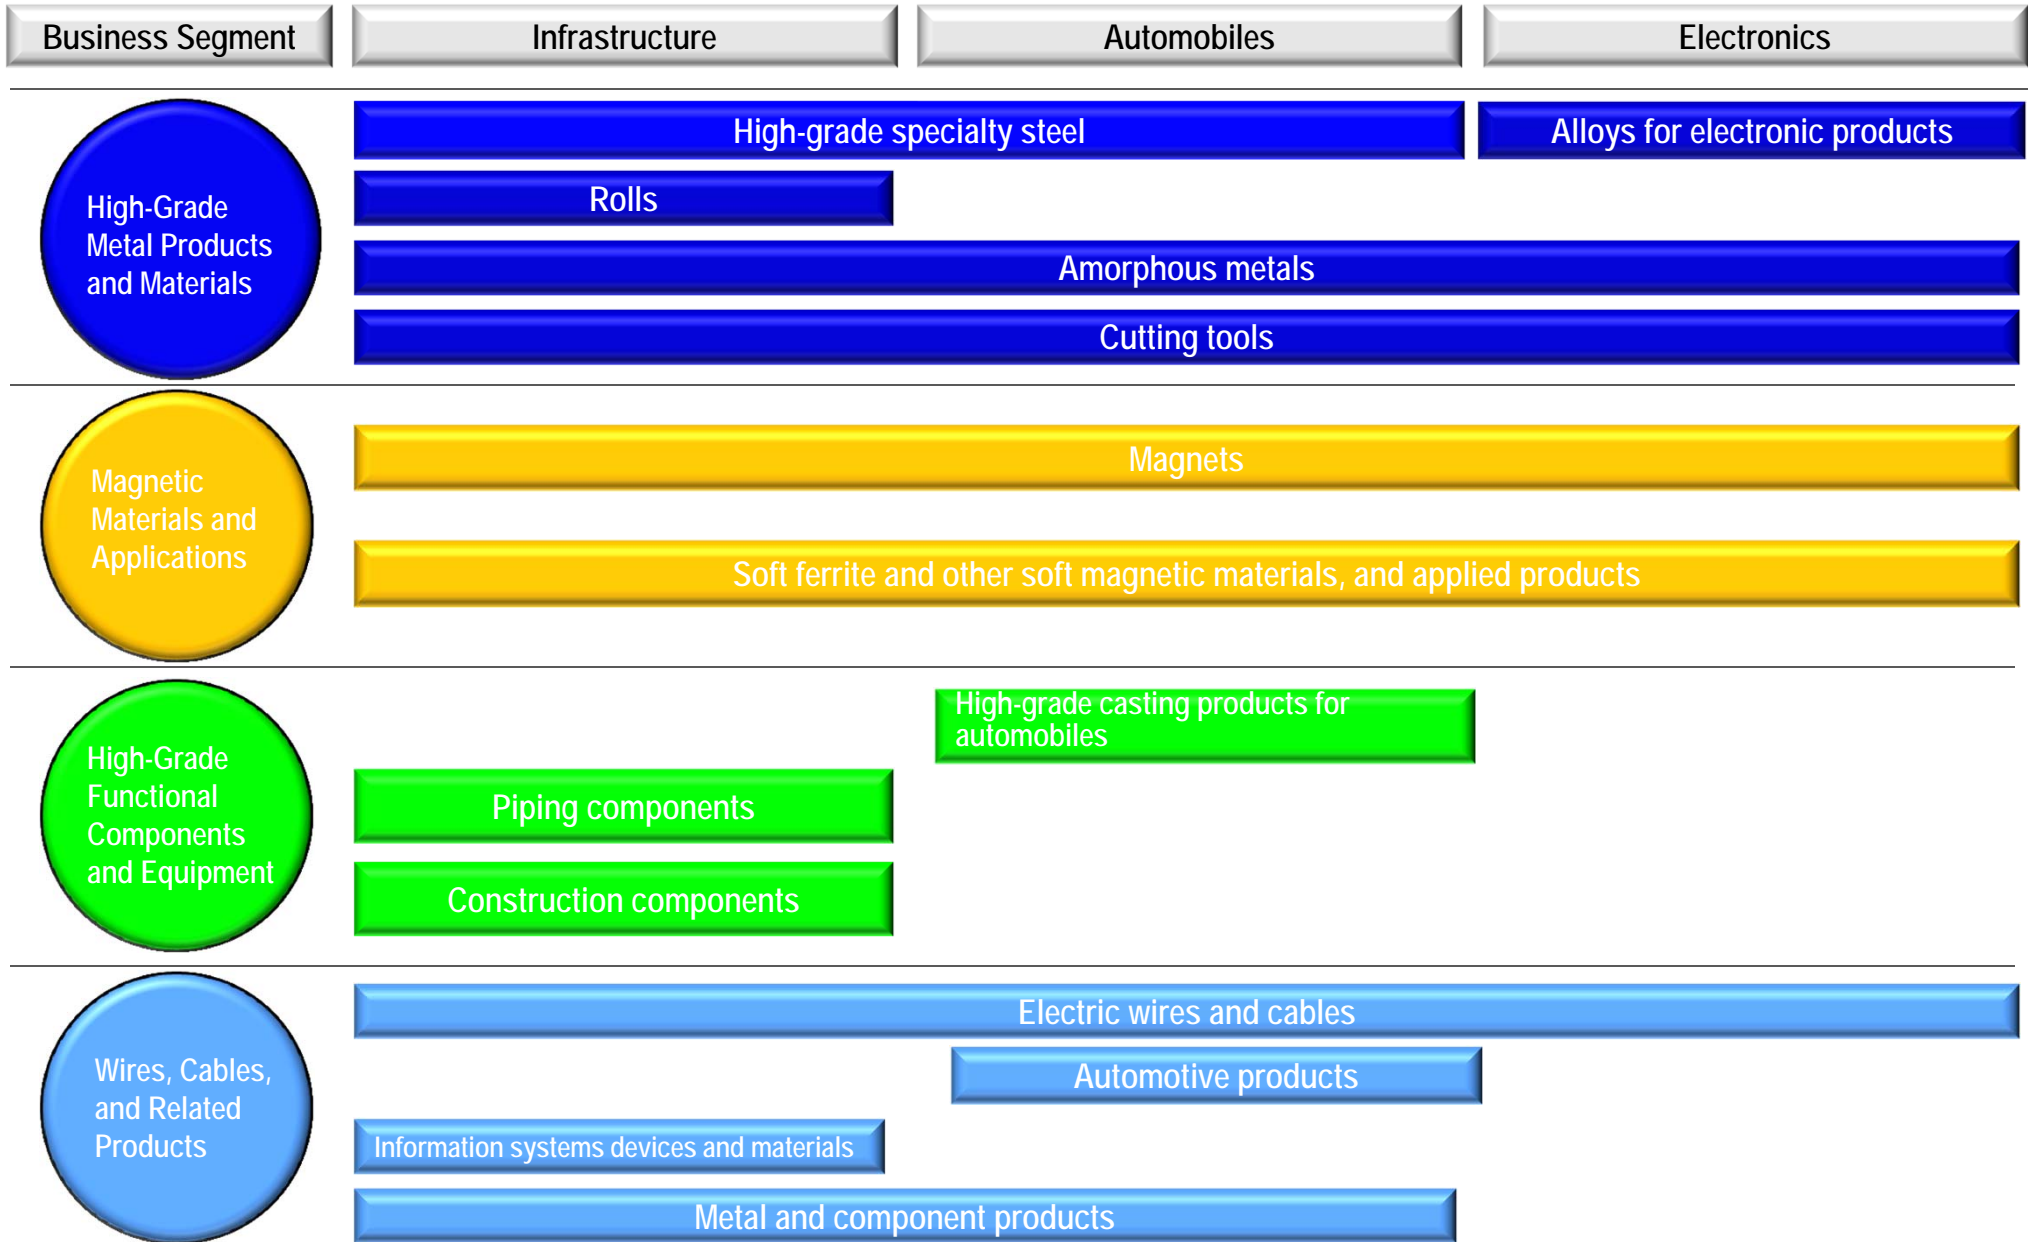 Business Segment
Infrastructure
Automobiles
Electronics
High-Grade
Metal Products
and Materials
High-grade specialty steel
Alloys for electronic products
Rolls
Amorphous metals
Cutting tools
Magnetic
Materials and
Applications
Magnets
Soft ferrite and other soft magnetic materials, and applied products
High-Grade
Functional
Components
and Equipment
High-grade casting products for
automobiles
Piping components
Construction components
Wires, Cables,
and Related
Products
Electric wires and cables
Automotive products
Information systems devices and materials
Metal and component products